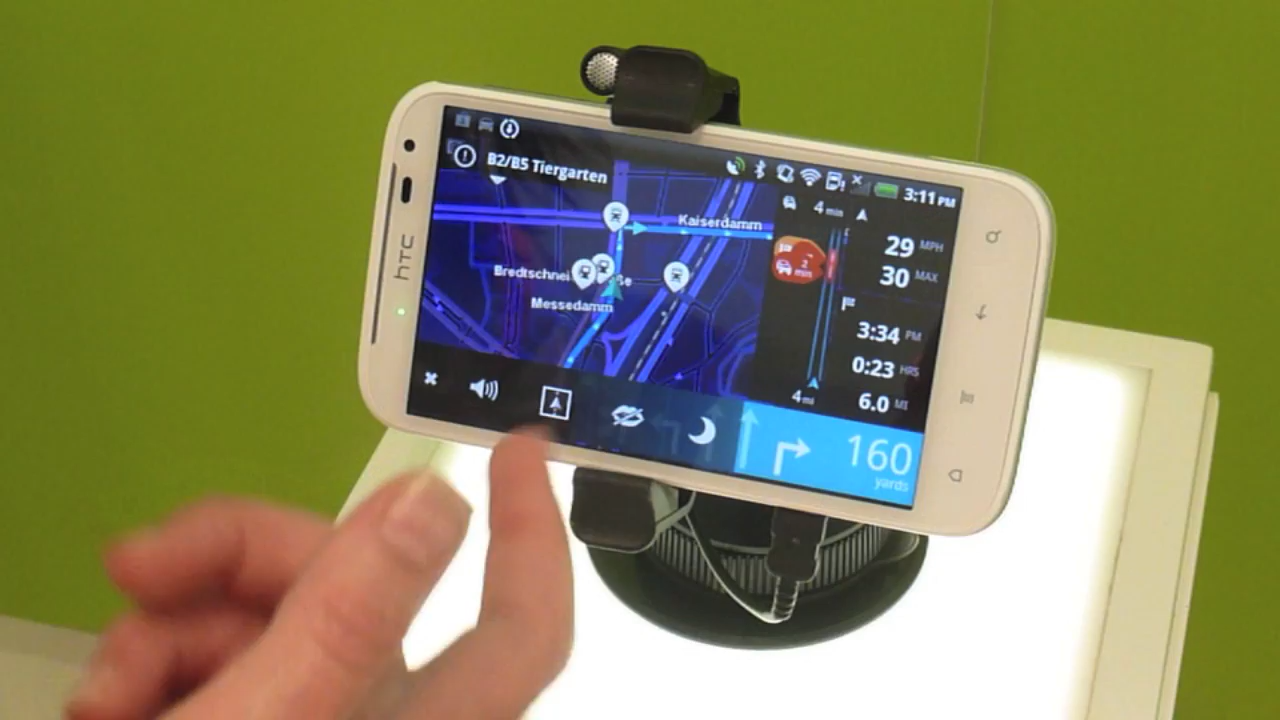 hTC
B2/B5 Tiergarten
3:11 PM
4 min
29 MPH
30 MAX
Kaiserdamm
2
min
Messedamm
3:34 PM
0:23 HRS
4 mi
6.0 MI
160
yards